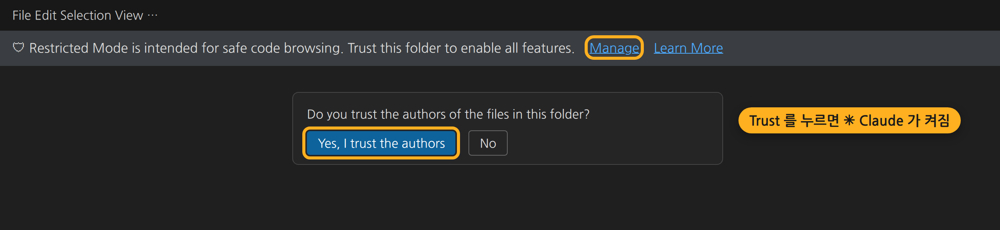 File Edit Selection View ···
Restricted Mode is intended for safe code browsing. Trust this folder to enable all features. Manage Learn More
Do you trust the authors of the files in this folder?
Trust 를 누르면 ✳ Claude 가 켜짐
Yes, I trust the authors No